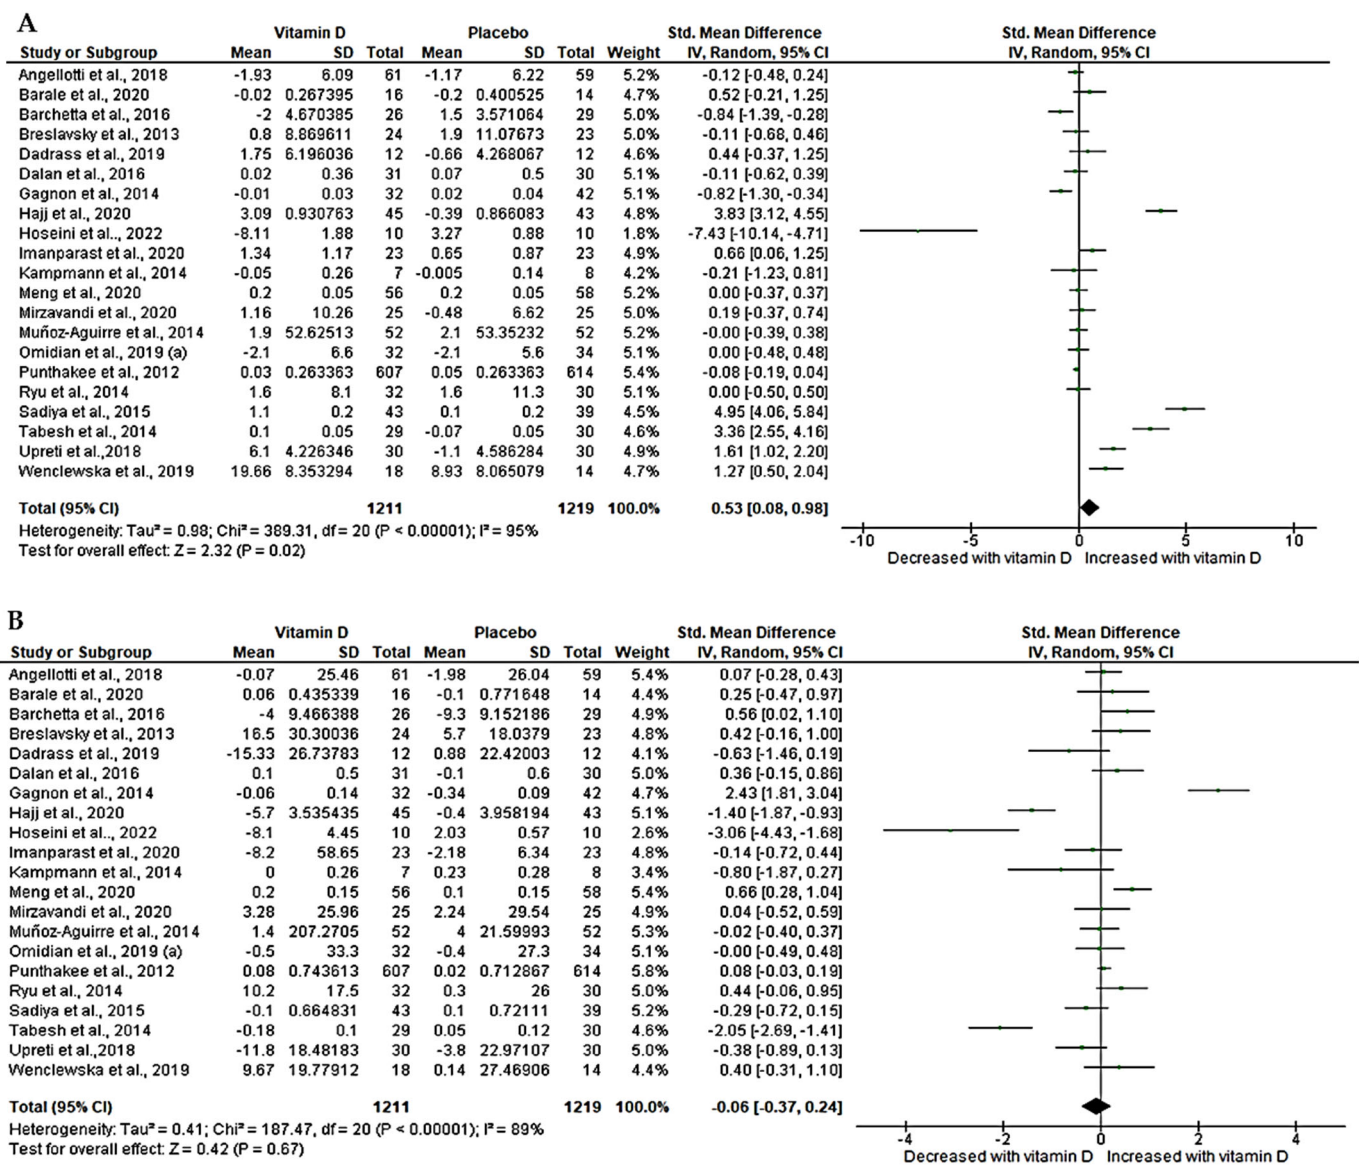 A
Vitamin D Placebo Std. Mean Difference Std. Mean Difference
Study or Subgroup Mean SD Total Mean SD Total Weight IV, Random, 95% CI IV, Random, 95% CI
Angellotti et al., 2018 -1.93 6.09 61 -1.17 6.22 59 5.2% -0.12 [-0.48, 0.24]
Barale et al., 2020 -0.02 0.267395 16 -0.2 0.400525 14 4.7% 0.52 [-0.21, 1.25]
Barchetta et al., 2016 -2 4.670385 26 1.5 3.571064 29 5.0% -0.84 [-1.39, -0.28]
Breslavsky et al., 2013 0.8 8.869611 24 1.9 11.07673 23 5.0% -0.11 [-0.68, 0.46]
Dadrass et al., 2019 1.75 6.196036 12 -0.66 4.268067 12 4.6% 0.44 [-0.37, 1.25]
Dalan et al., 2016 0.02 0.36 31 0.07 0.5 30 5.1% -0.11 [-0.62, 0.39]
Gagnon et al., 2014 -0.01 0.03 32 0.02 0.04 42 5.1% -0.82 [-1.30, -0.34]
Hajj et al., 2020 3.09 0.930763 45 -0.39 0.866083 43 4.8% 3.83 [3.12, 4.55]
Hoseini et al.., 2022 -8.11 1.88 10 3.27 0.88 10 1.8% -7.43 [-10.14, -4.71]
Imanparast et al., 2020 1.34 1.17 23 0.65 0.87 23 4.9% 0.66 [0.06, 1.25]
Kampmann et al., 2014 -0.05 0.26 7 -0.005 0.14 8 4.2% -0.21 [-1.23, 0.81]
Meng et al., 2020 0.2 0.05 56 0.2 0.05 58 5.2% 0.00 [-0.37, 0.37]
Mirzavandi et al., 2020 1.16 10.26 25 -0.48 6.62 25 5.0% 0.19 [-0.37, 0.74]
Muñoz-Aguirre et al., 2014 1.9 52.62513 52 2.1 53.35232 52 5.2% -0.00 [-0.39, 0.38]
Omidian et al., 2019 (a) -2.1 6.6 32 -2.1 5.6 34 5.1% 0.00 [-0.48, 0.48]
Punthakee et al., 2012 0.03 0.263363 607 0.05 0.263363 614 5.4% -0.08 [-0.19, 0.04]
Ryu et al., 2014 1.6 8.1 32 1.6 11.3 30 5.1% 0.00 [-0.50, 0.50]
Sadiya et al., 2015 1.1 0.2 43 0.1 0.2 39 4.5% 4.95 [4.06, 5.84]
Tabesh et al., 2014 0.1 0.05 29 -0.07 0.05 30 4.6% 3.36 [2.55, 4.16]
Upreti et al.,2018 6.1 4.226346 30 -1.1 4.586284 30 4.9% 1.61 [1.02, 2.20]
Wenclewska et al., 2019 19.66 8.353294 18 8.93 8.065079 14 4.7% 1.27 [0.50, 2.04]
Total (95% CI) 1211 1219 100.0% 0.53 [0.08, 0.98]
Heterogeneity: Tau² = 0.98; Chi² = 389.31, df = 20 (P < 0.00001); I² = 95%
Test for overall effect: Z = 2.32 (P = 0.02)
-10 -5 0 5 10
Decreased with vitamin D Increased with vitamin D
B
Vitamin D Placebo Std. Mean Difference Std. Mean Difference
Study or Subgroup Mean SD Total Mean SD Total Weight IV, Random, 95% CI IV, Random, 95% CI
Angellotti et al., 2018 -0.07 25.46 61 -1.98 26.04 59 5.4% 0.07 [-0.28, 0.43]
Barale et al., 2020 0.06 0.435339 16 -0.1 0.771648 14 4.4% 0.25 [-0.47, 0.97]
Barchetta et al., 2016 -4 9.466388 26 -9.3 9.152186 29 4.9% 0.56 [0.02, 1.10]
Breslavsky et al., 2013 16.5 30.30036 24 5.7 18.0379 23 4.8% 0.42 [-0.16, 1.00]
Dadrass et al., 2019 -15.33 26.73783 12 0.88 22.42003 12 4.1% -0.63 [-1.46, 0.19]
Dalan et al., 2016 0.1 0.5 31 -0.1 0.6 30 5.0% 0.36 [-0.15, 0.86]
Gagnon et al., 2014 -0.06 0.14 32 -0.34 0.09 42 4.7% 2.43 [1.81, 3.04]
Hajj et al., 2020 -5.7 3.535435 45 -0.4 3.958194 43 5.1% -1.40 [-1.87, -0.93]
Hoseini et al.., 2022 -8.1 4.45 10 2.03 0.57 10 2.6% -3.06 [-4.43, -1.68]
Imanparast et al., 2020 -8.2 58.65 23 -2.18 6.34 23 4.8% -0.14 [-0.72, 0.44]
Kampmann et al., 2014 0 0.26 7 0.23 0.28 8 3.4% -0.80 [-1.87, 0.27]
Meng et al., 2020 0.2 0.15 56 0.1 0.15 58 5.4% 0.66 [0.28, 1.04]
Mirzavandi et al., 2020 3.28 25.96 25 2.24 29.54 25 4.9% 0.04 [-0.52, 0.59]
Muñoz-Aguirre et al., 2014 1.4 207.2705 52 4 21.59993 52 5.3% -0.02 [-0.40, 0.37]
Omidian et al., 2019 (a) -0.5 33.3 32 -0.4 27.3 34 5.1% -0.00 [-0.49, 0.48]
Punthakee et al., 2012 0.08 0.743613 607 0.02 0.712867 614 5.8% 0.08 [-0.03, 0.19]
Ryu et al., 2014 10.2 17.5 32 0.3 26 30 5.0% 0.44 [-0.06, 0.95]
Sadiya et al., 2015 -0.1 0.664831 43 0.1 0.72111 39 5.2% -0.29 [-0.72, 0.15]
Tabesh et al., 2014 -0.18 0.1 29 0.05 0.12 30 4.6% -2.05 [-2.69, -1.41]
Upreti et al.,2018 -11.8 18.48183 30 -3.8 22.97107 30 5.0% -0.38 [-0.89, 0.13]
Wenclewska et al., 2019 9.67 19.77912 18 0.14 27.46906 14 4.4% 0.40 [-0.31, 1.10]
Total (95% CI) 1211 1219 100.0% -0.06 [-0.37, 0.24]
Heterogeneity: Tau² = 0.41; Chi² = 187.47, df = 20 (P < 0.00001); I² = 89%
Test for overall effect: Z = 0.42 (P = 0.67)
-4 -2 0 2 4
Decreased with vitamin D Increased with vitamin D